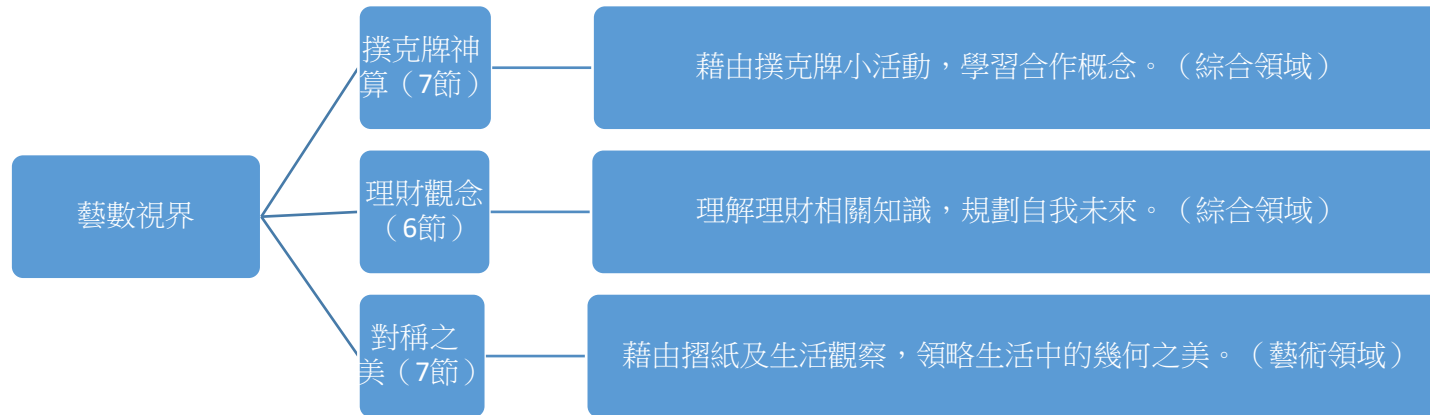 藝數視界
撲克牌神
算（7節）
藉由撲克牌小活動，學習合作概念。（綜合領域）
理財觀念
（6節）
理解理財相關知識，規劃自我未來。（綜合領域）
對稱之
美（7節）
藉由摺紙及生活觀察，領略生活中的幾何之美。（藝術領域）